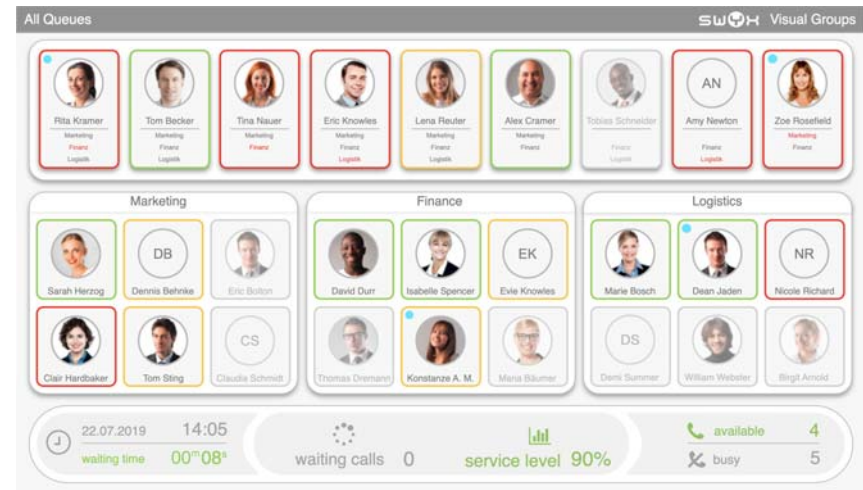 All Queues
swyx Visual Groups
Rita Kramer
Marketing
Finanz
Logistik
Tom Becker
Marketing
Finanz
Logistik
Tina Nauer
Marketing
Finanz
Eric Knowles
Marketing
Finanz
Logistik
Lena Reuter
Marketing
Finanz
Logistik
Alex Cramer
Marketing
Finanz
Tobias Schneider
Finanz
Logistik
AN
Amy Newton
Finanz
Logistik
Zoe Rosefield
Marketing
Finanz
Marketing
Sarah Herzog
DB
Dennis Behnke
Eric Bolton
Clair Hardbaker
Tom Sting
CS
Claudia Schmidt
Finance
David Durr
Isabelle Spencer
EK
Evie Knowles
Thomas Dremann
Konstanze A. M.
Maria Bäumer
Logistics
Marie Bosch
Dean Jaden
NR
Nicole Richard
DS
Demi Summer
William Webster
Birgit Arnold
22.07.2019 14:05
waiting time 00m08s
waiting calls 0
service level 90%
available 4
busy 5